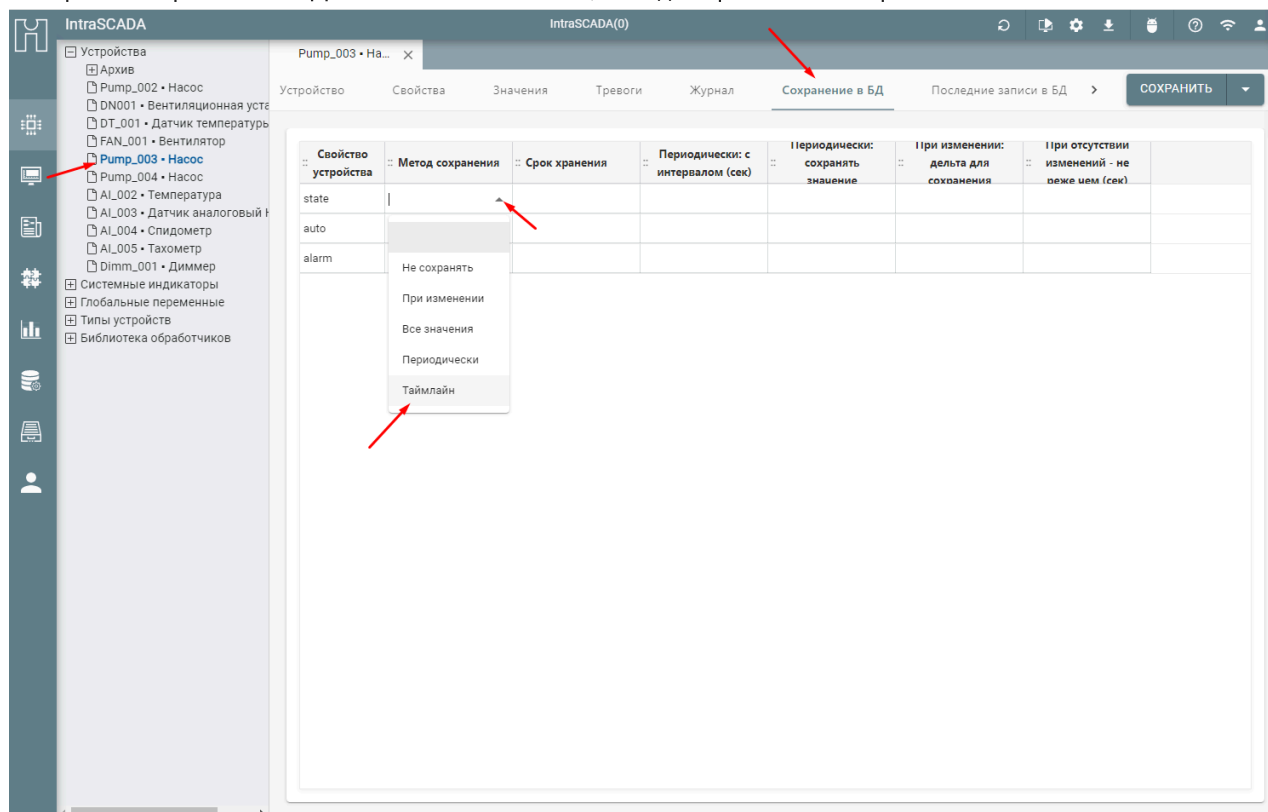 IntraSCADA
IntraSCADA(0)
Устройства
Архив
Pump_002 • Насос
DN001 • Вентиляционная уста
DT_001 • Датчик температуры
FAN_001 • Вентилятор
Pump_003 • Насос
Pump_004 • Насос
AI_002 • Температура
AI_003 • Датчик аналоговый
AI_004 • Спидометр
AI_005 • Тахометр
Dimm_001 • Диммер
Системные индикаторы
Глобальные переменные
Типы устройств
Библиотека обработчиков
Pump_003 • На...
Устройство Свойства Значения Тревоги Журнал Сохранение в БД Последние записи в БД
СОХРАНИТЬ
Свойство
устройства
Метод сохранения
Срок хранения
Периодически: с
интервалом (сек)
Периодически:
сохранять
значение
При изменении:
дельта для
сохранения
При отсутствии
изменений - не
реже чем (сек)
state
auto
alarm
Не сохранять
При изменении
Все значения
Периодически
Таймлайн